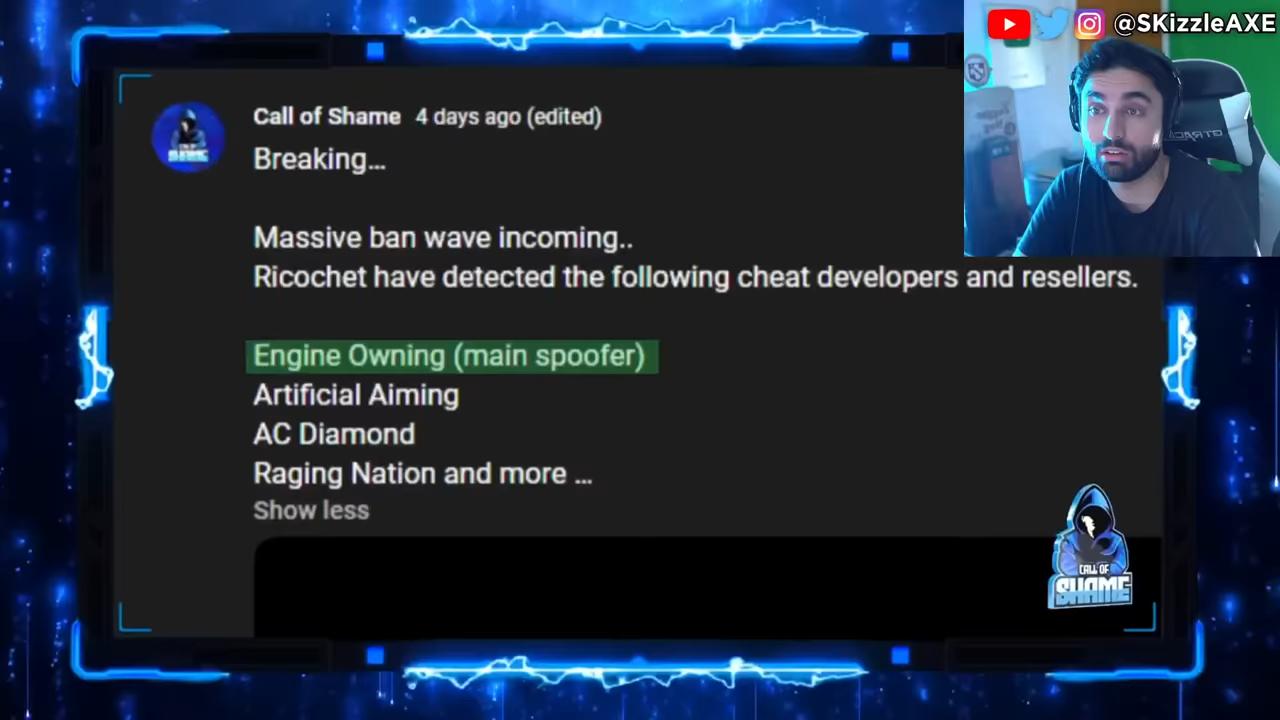 @SKizzleAXE
Call of Shame 4 days ago (edited)
Breaking...
Massive ban wave incoming..
Ricochet have detected the following cheat developers and resellers.
Engine Owning (main spoofer)
Artificial Aiming
AC Diamond
Raging Nation and more ...
Show less
CALL OF
SHAME